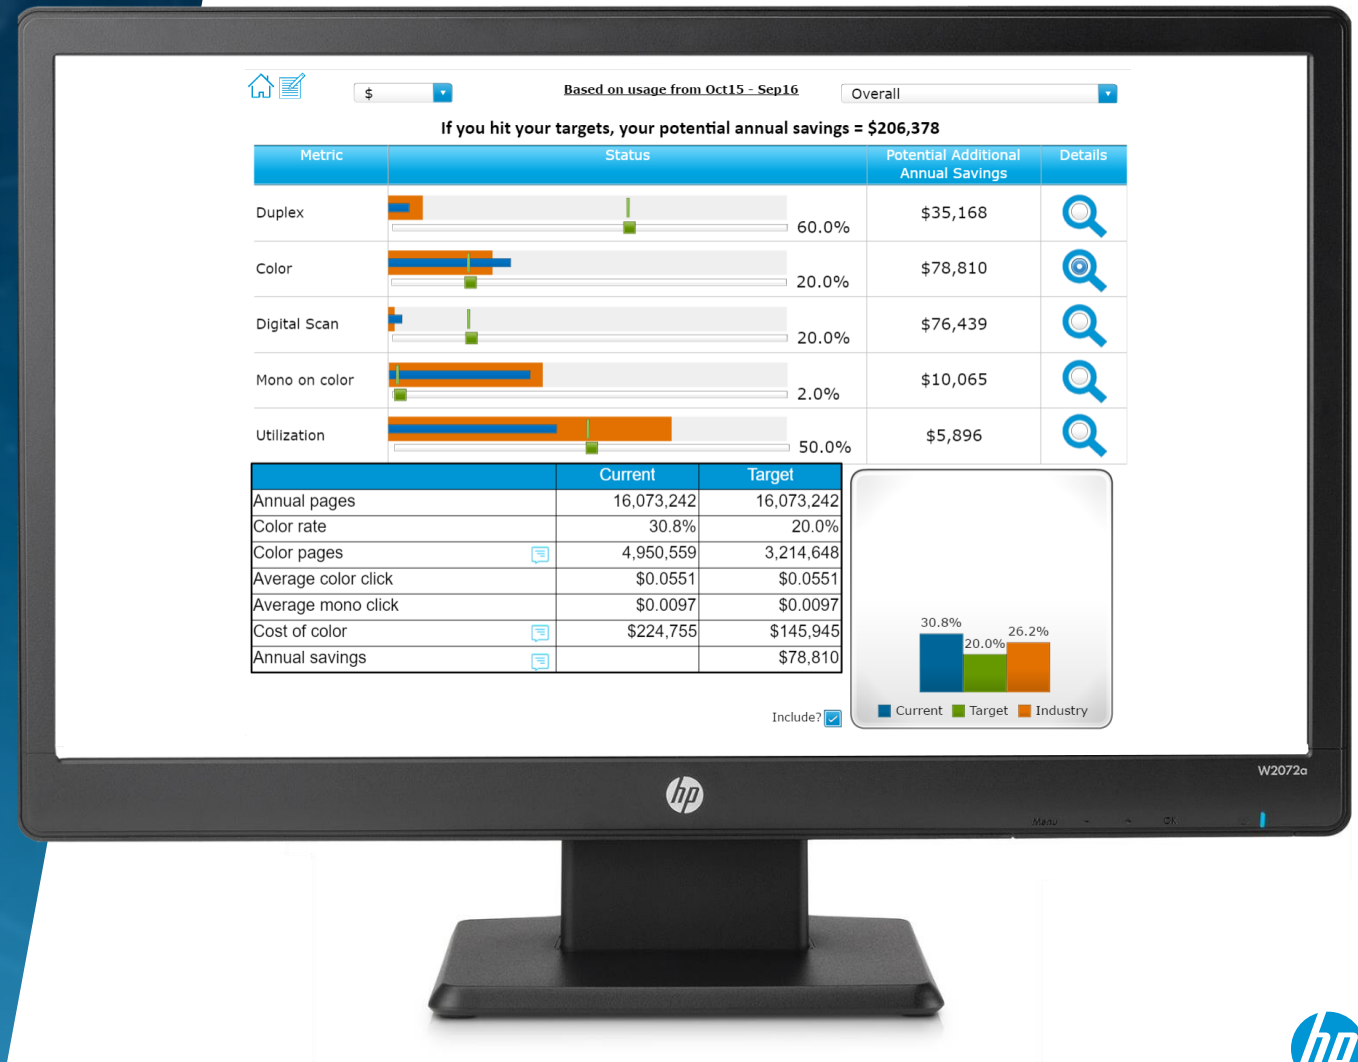 $
Based on usage from Oct15 - Sep16
Overall
If you hit your targets, your potential annual savings = $206,378
Metric Status Potential Additional Annual Savings Details
Duplex 60.0% $35,168
Color 20.0% $78,810
Digital Scan 20.0% $76,439
Mono on color 2.0% $10,065
Utilization 50.0% $5,896
Current Target
Annual pages 16,073,242 16,073,242
Color rate 30.8% 20.0%
Color pages 4,950,559 3,214,648
Average color click $0.0551 $0.0551
Average mono click $0.0097 $0.0097
Cost of color $224,755 $145,945
Annual savings $78,810
30.8%
20.0%
26.2%
Current Target Industry
Include?
W2072a
hp
Menu - OK
hp